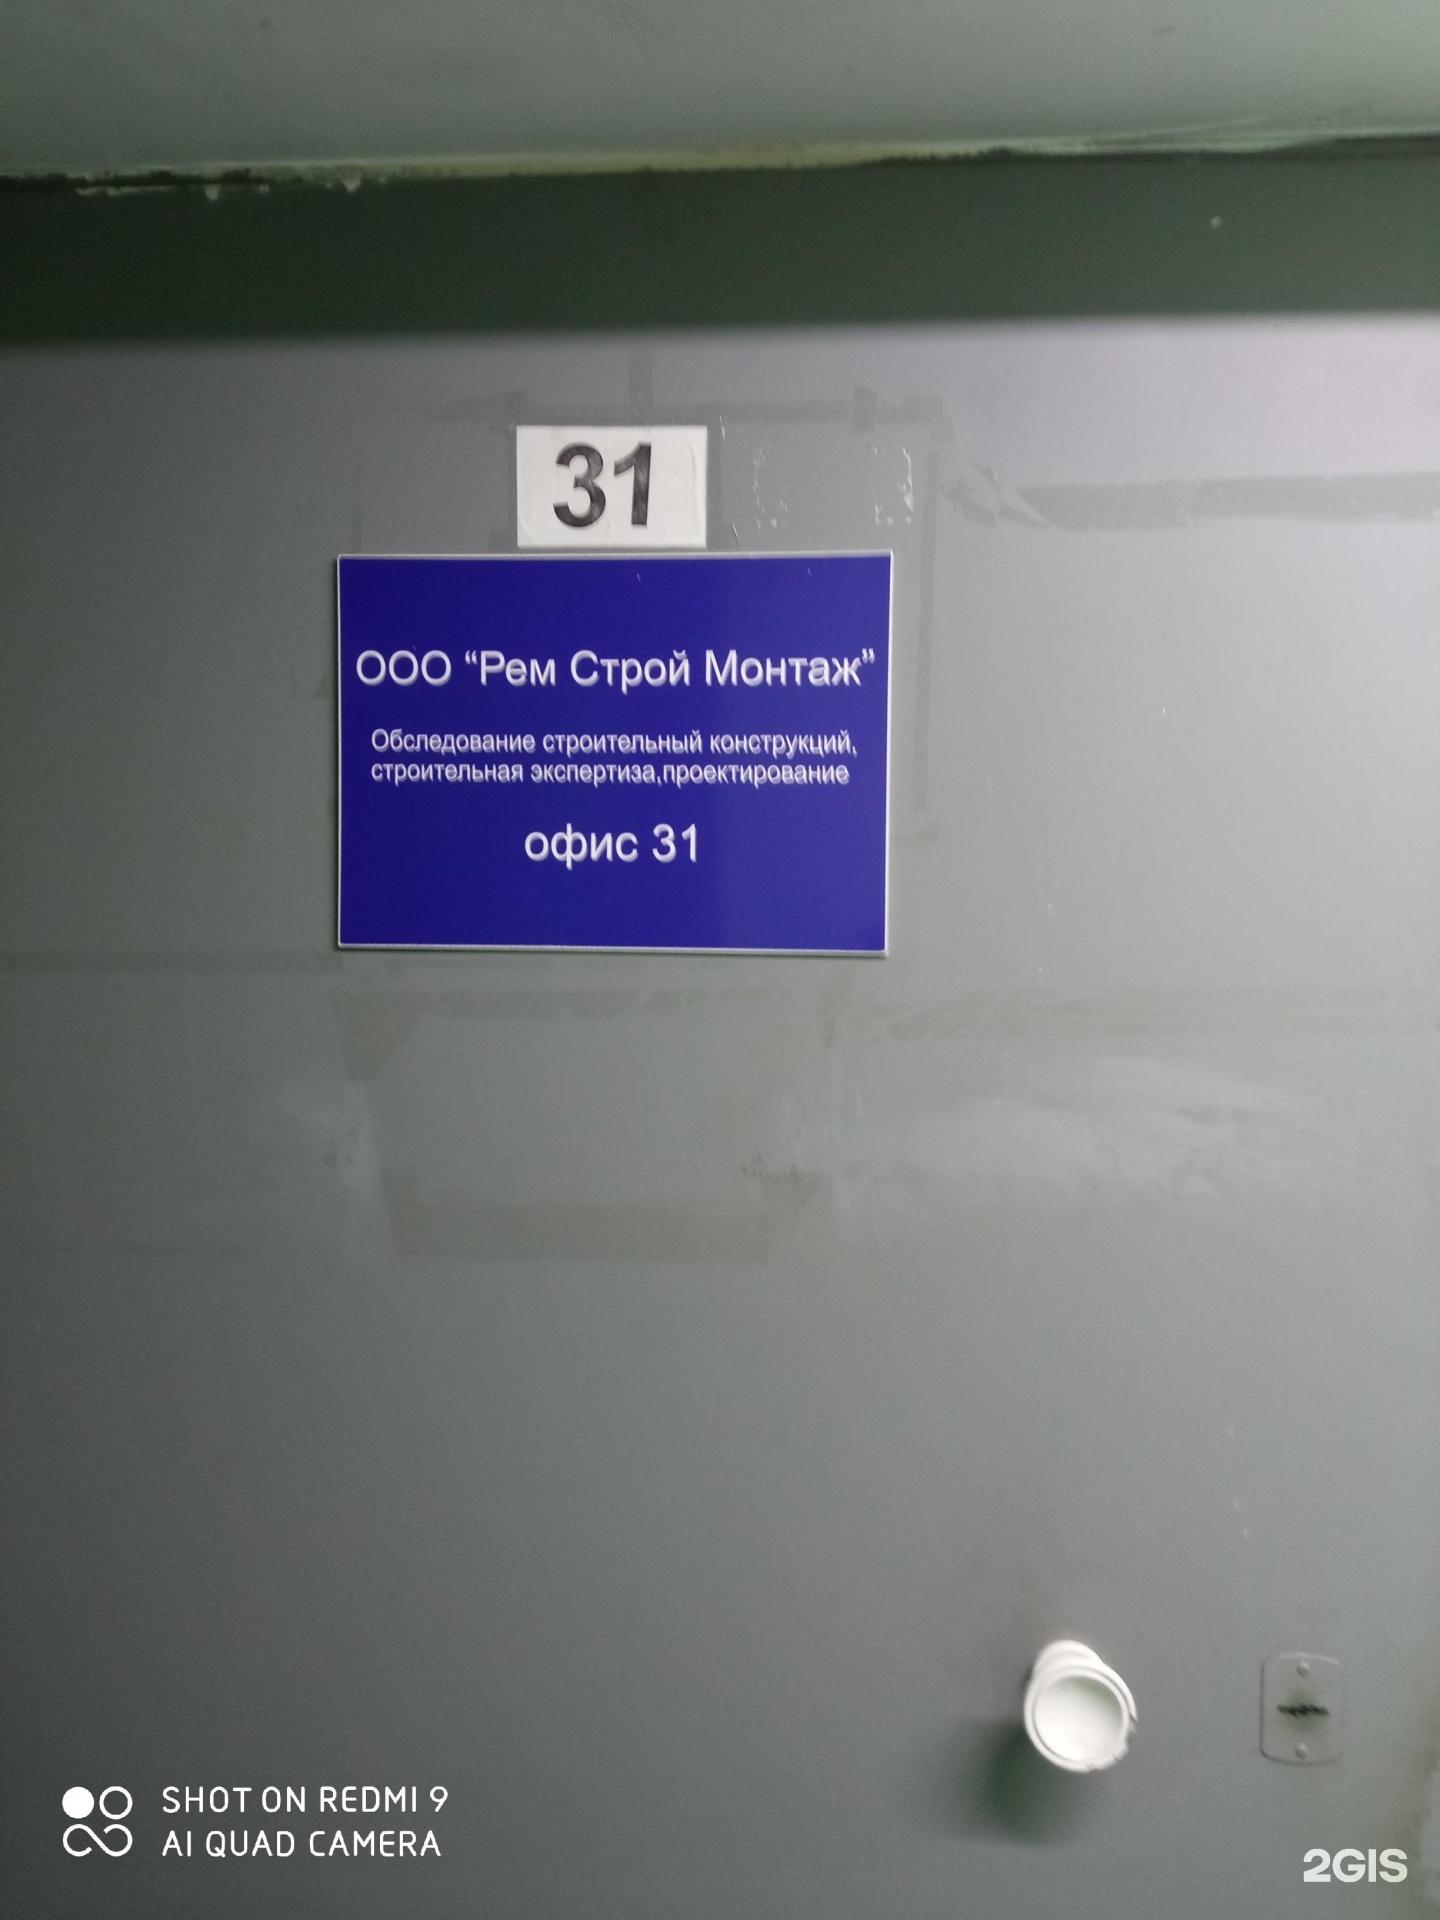 31
ООО “Рем Строй Монтаж”
Обследование строительный конструкций,
строительная экспертиза,проектирование
офис 31
SHOT ON REDMI 9
AI QUAD CAMERA
2GIS